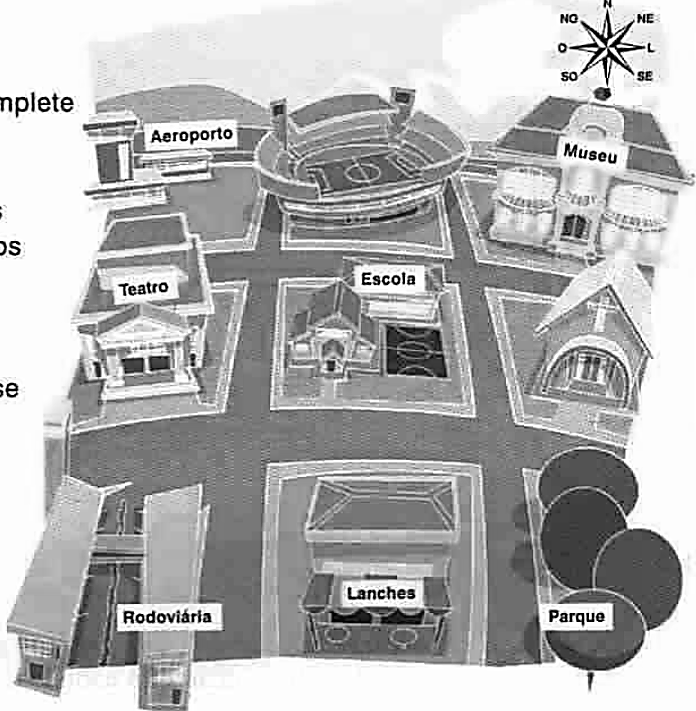 N
NO NE
O L
SO SE
mplete
s
os
se
Aeroporto
Museu
Teatro
Escola
Rodoviária
Lanches
Parque